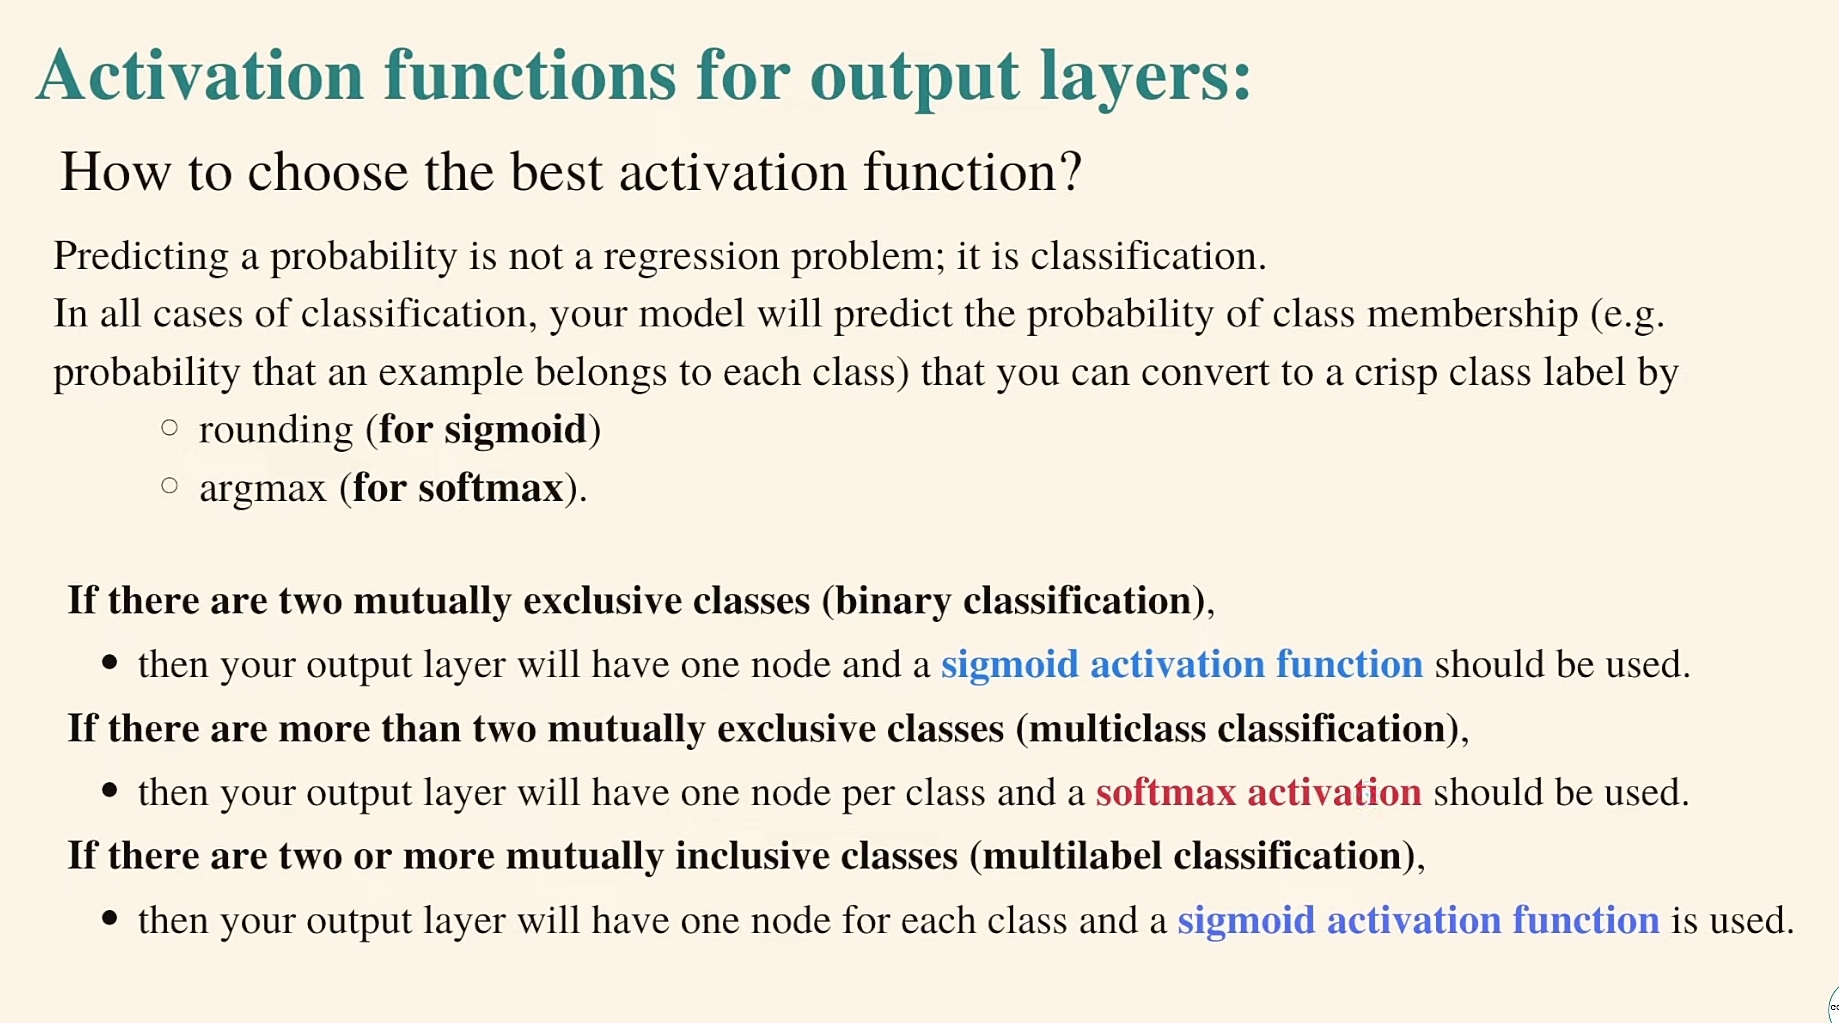 Activation functions for output layers:
How to choose the best activation function?
Predicting a probability is not a regression problem; it is classification.
In all cases of classification, your model will predict the probability of class membership (e.g.
probability that an example belongs to each class) that you can convert to a crisp class label by
○ rounding (for sigmoid)
○ argmax (for softmax).
If there are two mutually exclusive classes (binary classification),
• then your output layer will have one node and a sigmoid activation function should be used.
If there are more than two mutually exclusive classes (multiclass classification),
• then your output layer will have one node per class and a softmax activation should be used.
If there are two or more mutually inclusive classes (multilabel classification),
• then your output layer will have one node for each class and a sigmoid activation function is used.